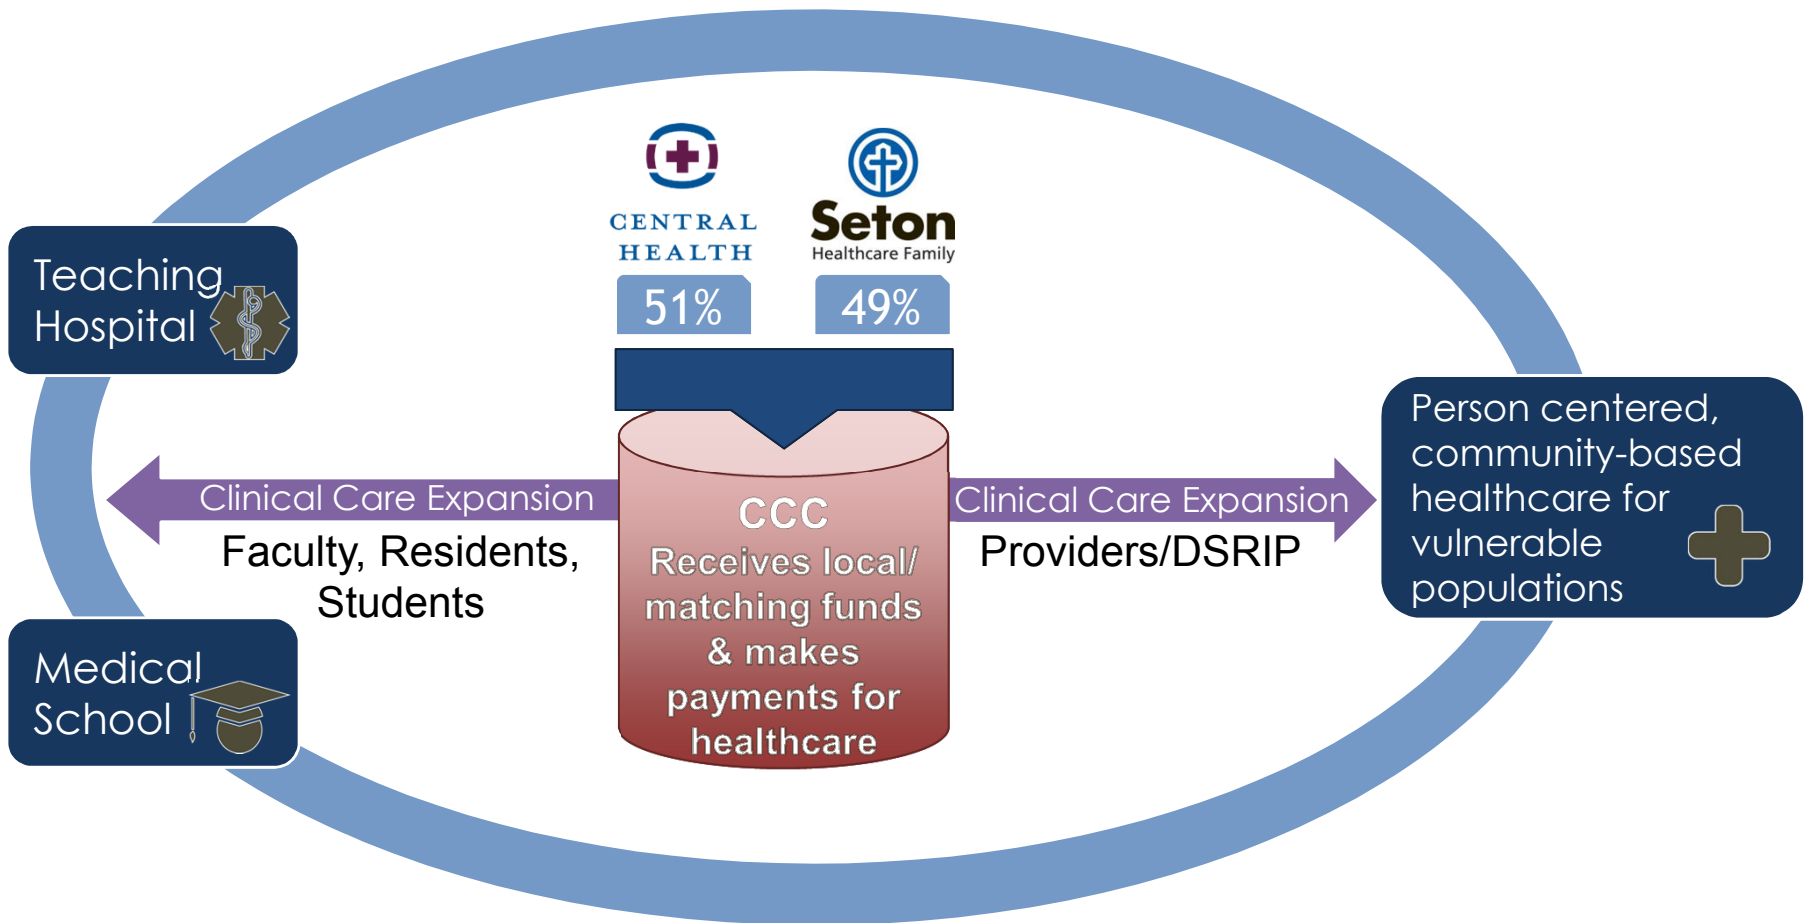 CENTRAL
HEALTH
Seton
Healthcare Family
51%
49%
Teaching
Hospital
Person centered,
community-based
healthcare for
vulnerable
populations
Clinical Care Expansion
Faculty, Residents,
Students
CCC
Receives local/
matching funds
& makes
payments for
healthcare
Clinical Care Expansion
Providers/DSRIP
Medical
School